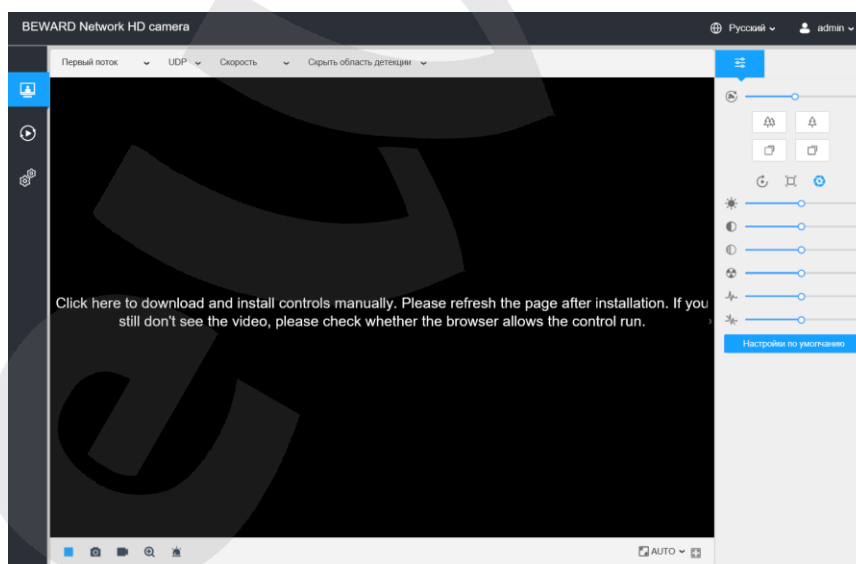 BEWARD Network HD camera
Русский
admin
Первый поток
UDP
Скорость
Скрыть область детекции
Click here to download and install controls manually. Please refresh the page after installation. If you
still don't see the video, please check whether the browser allows the control run.
Настройки по умолчанию
AUTO